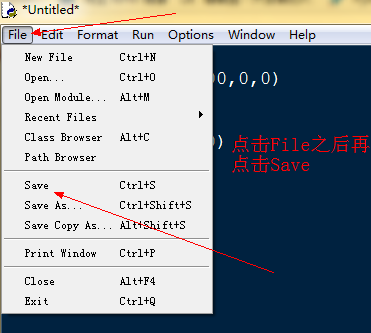 *Untitled*
File Edit Format Run Options Window Help
New File Ctrl+N
Open... Ctrl+O
Open Module... Alt+M
Recent Files
Class Browser Alt+C
Path Browser
Save Ctrl+S
Save As... Ctrl+Shift+S
Save Copy As... Alt+Shift+S
Print Window Ctrl+P
Close Alt+F4
Exit Ctrl+Q
00,0,0)
)
点击File之后再
点击Save